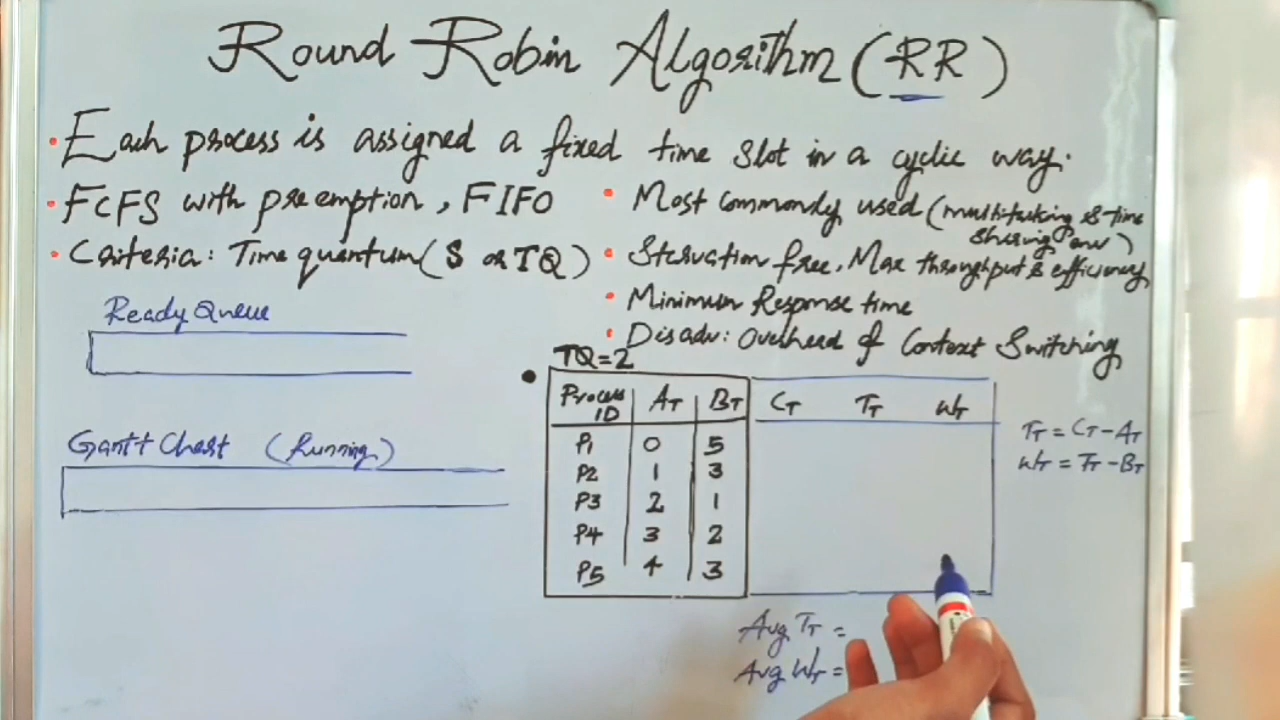 Round Robin Algorithm (RR)
• Each process is assigned a fixed time slot in a cyclic way.
• FCFS with preemption, FIFO
• Criteria: Time quantum (S or TQ)
• Most commonly used (multitasking & time
sharing env)
• Starvation free, Max throughput & efficiency
• Minimum Response time
• Disadv: Overhead of Context Switching
Ready Queue
Gantt Chart (Running)
• TQ=2
Process ID AT BT CT TT WT
P1 0 5
P2 1 3
P3 2 1
P4 3 2
P5 4 3
TT = CT - AT
WT = TT - BT
Avg TT =
Avg WT =